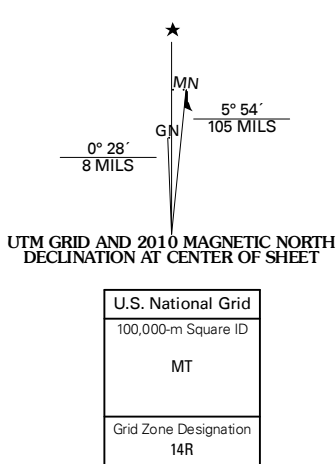 MN
GN
5° 54´
105 MILS
0° 28´
8 MILS
UTM GRID AND 2010 MAGNETIC NORTH
DECLINATION AT CENTER OF SHEET
U.S. National Grid
100,000-m Square ID
MT
Grid Zone Designation
14R